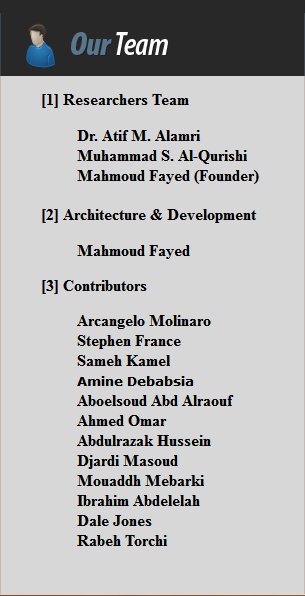 Our Team
[1] Researchers Team
Dr. Atif M. Alamri
Muhammad S. Al-Qurishi
Mahmoud Fayed (Founder)
[2] Architecture & Development
Mahmoud Fayed
[3] Contributors
Arcangelo Molinaro
Stephen France
Sameh Kamel
Amine Debabsia
Aboelsoud Abd Alraouf
Ahmed Omar
Abdulrazak Hussein
Djardi Masoud
Mouaddh Mebarki
Ibrahim Abdelelah
Dale Jones
Rabeh Torchi